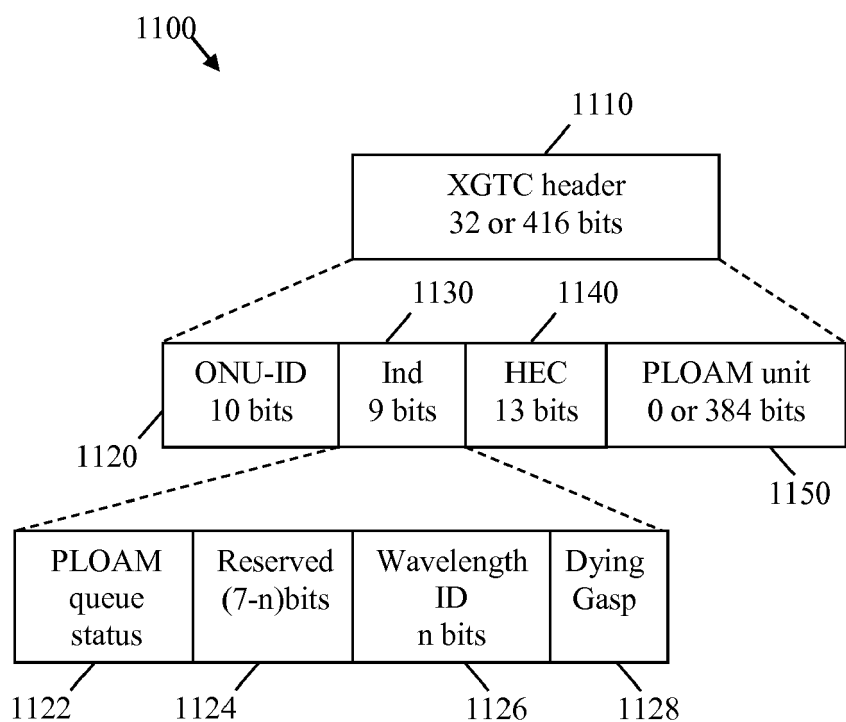 1100
1110
XGTC header
32 or 416 bits
1130
1140
ONU-ID
10 bits
Ind
9 bits
HEC
13 bits
PLOAM unit
0 or 384 bits
1120
1150
PLOAM
queue
status
Reserved
(7-n)bits
Wavelength
ID
n bits
Dying
Gasp
1122
1124
1126
1128